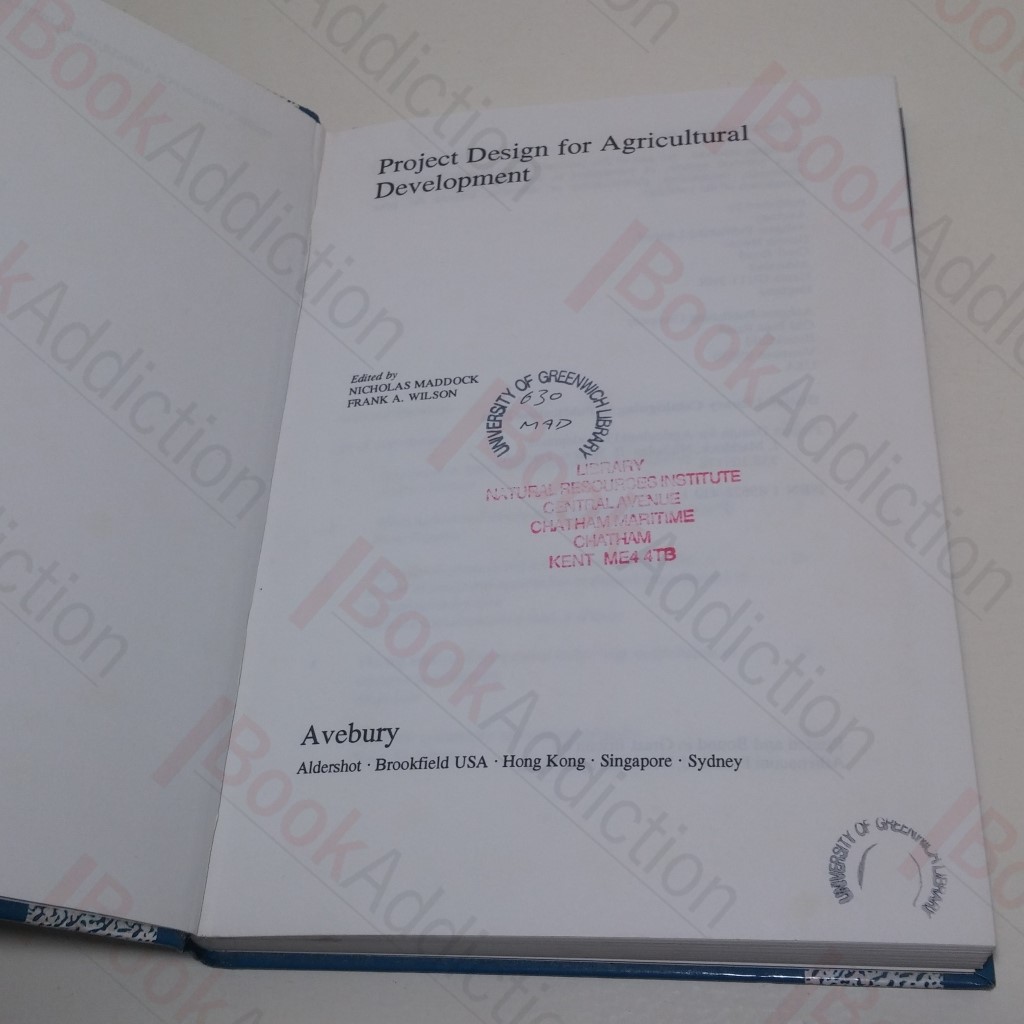 Project Design for Agricultural
Development
Edited by
NICHOLAS MADDOCK
FRANK A. WILSON
UNIVERSITY OF GREENWICH LIBRARY
630
MAD
LIBRARY
NATURAL RESOURCES INSTITUTE
CENTRAL AVENUE
CHATHAM MARITIME
CHATHAM
KENT ME4 4TB
Avebury
Aldershot · Brookfield USA · Hong Kong · Singapore · Sydney
UNIVERSITY OF GREENWICH LIBRARY
BookAddiction